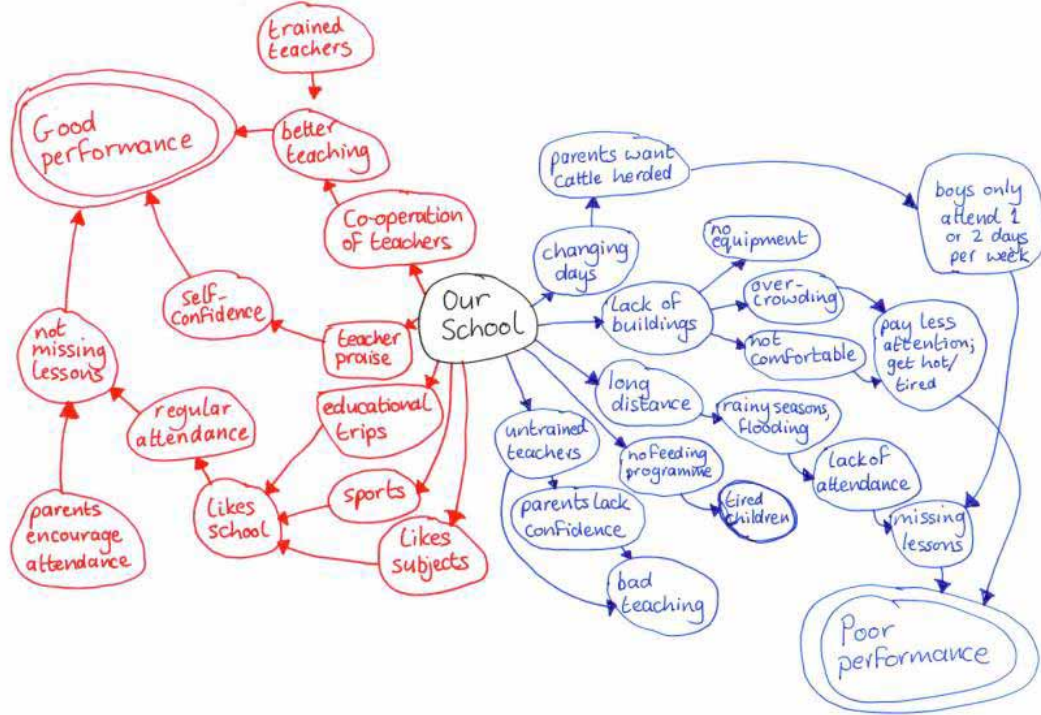 trained
teachers
Good
performance
better
teaching
Co-operation
of teachers
self-
confidence
teacher
praise
not
missing
lessons
regular
attendance
educational
trips
sports
Likes
school
Likes
subjects
parents
encourage
attendance
Our
School
parents want
cattle herded
changing
days
boys only
attend 1
or 2 days
per week
no
equipment
lack of
buildings
over-
crowding
not
comfortable
pay less
attention;
get hot/
tired
long
distance
rainy seasons,
flooding
lack of
attendance
missing
lessons
untrained
teachers
no feeding
programme
tired
children
parents lack
confidence
bad
teaching
Poor
performance